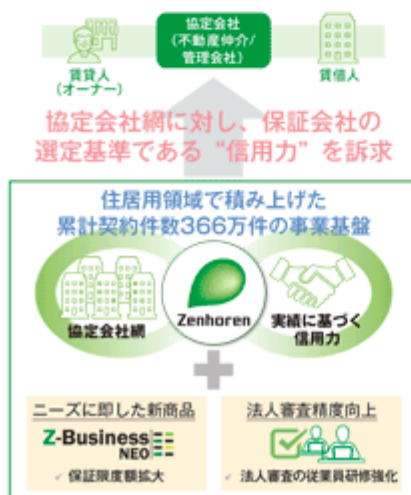 協定会社
(不動産仲介/
管理会社)
賃貸人
(オーナー)
賃借人
協定会社網に対し、保証会社の
選定基準である“信用力”を訴求
住居用領域で積み上げた
累計契約件数366万件の事業基盤
協定会社網
Zenhoren
実績に基づく
信用力
ニーズに即した新商品
Z-Business
NEO
✓ 保証限度額拡大
法人審査精度向上
✓ 法人審査の従業員研修強化